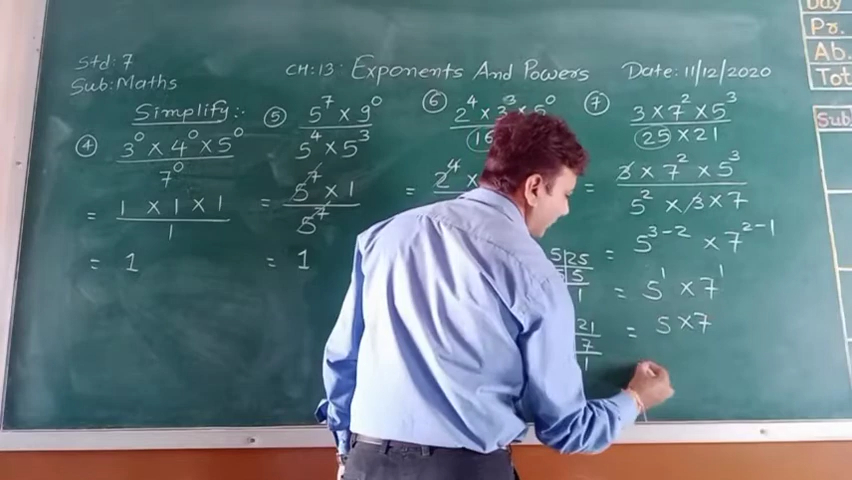 Std: 7
Sub: Maths
CH: 13 : Exponents And Powers
Date: 11/12/2020
Simplify:-
④ 3⁰ × 4⁰ × 5⁰ / 7⁰
= 1 × 1 × 1 / 1
= 1
⑤ 5⁷ × 9⁰ / 5⁴ × 5³
= 5⁷ × 1 / 5⁷
= 1
⑥ 2⁴ × 3³ × 5⁰ / 16
= 2⁴ ×
⑦ 3 × 7² × 5³ / 25 × 21
= 3 × 7² × 5³ / 5² × 3 × 7
= 5³⁻² × 7²⁻¹
= 5¹ × 7¹
= 5 × 7
5 | 25
5 | 5
1
21
7
1
Day
Pr.
Ab.
Tot
Sub